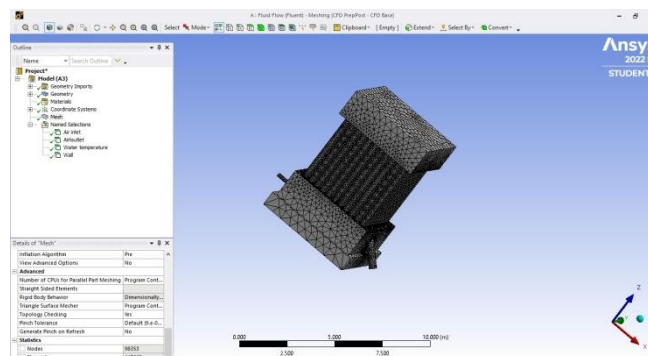 A : Fluid Flow (Fluent) - Meshing [CFD PrepPost - CFD Base]
Select Mode Clipboard [Empty] Extend Select By Convert
Outline
Name Search Outline
Project*
Model (A3)
Geometry Imports
Geometry
Materials
Coordinate Systems
Mesh
Named Selections
Air inlet
Airoutlet
Water temperature
Wall
Ansy
2022
STUDENT
Details of "Mesh"
Inflation Algorithm Pre
View Advanced Options No
Advanced
Number of CPUs for Parallel Part Meshing Program Cont...
Straight Sided Elements
Rigid Body Behavior Dimensionally...
Triangle Surface Mesher Program Cont...
Topology Checking Yes
Pinch Tolerance
Generate Pinch on Refresh No
Statistics
Nodes 98353
0.000 5.000 10.000 (m)
2.500 7.500
Z
Y
X